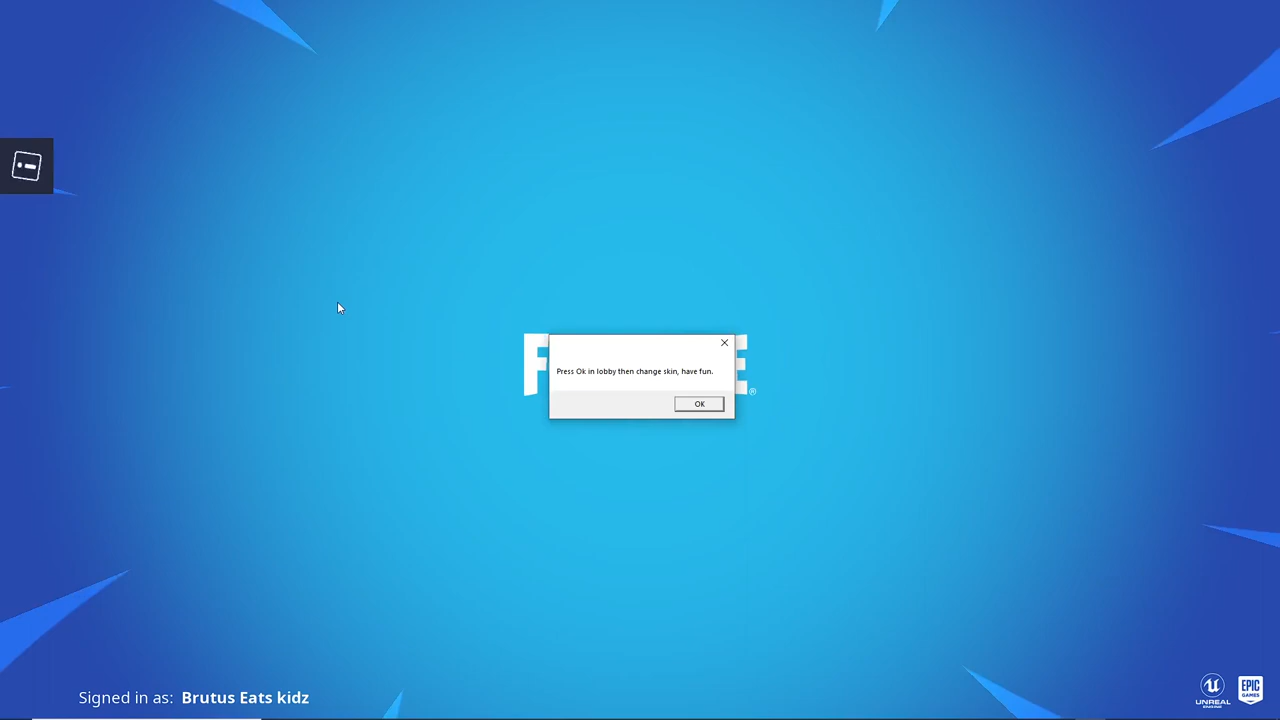 F E®
Press Ok in lobby then change skin, have fun.
OK
Signed in as: Brutus Eats kidz
UNREAL
ENGINE
EPIC
GAMES